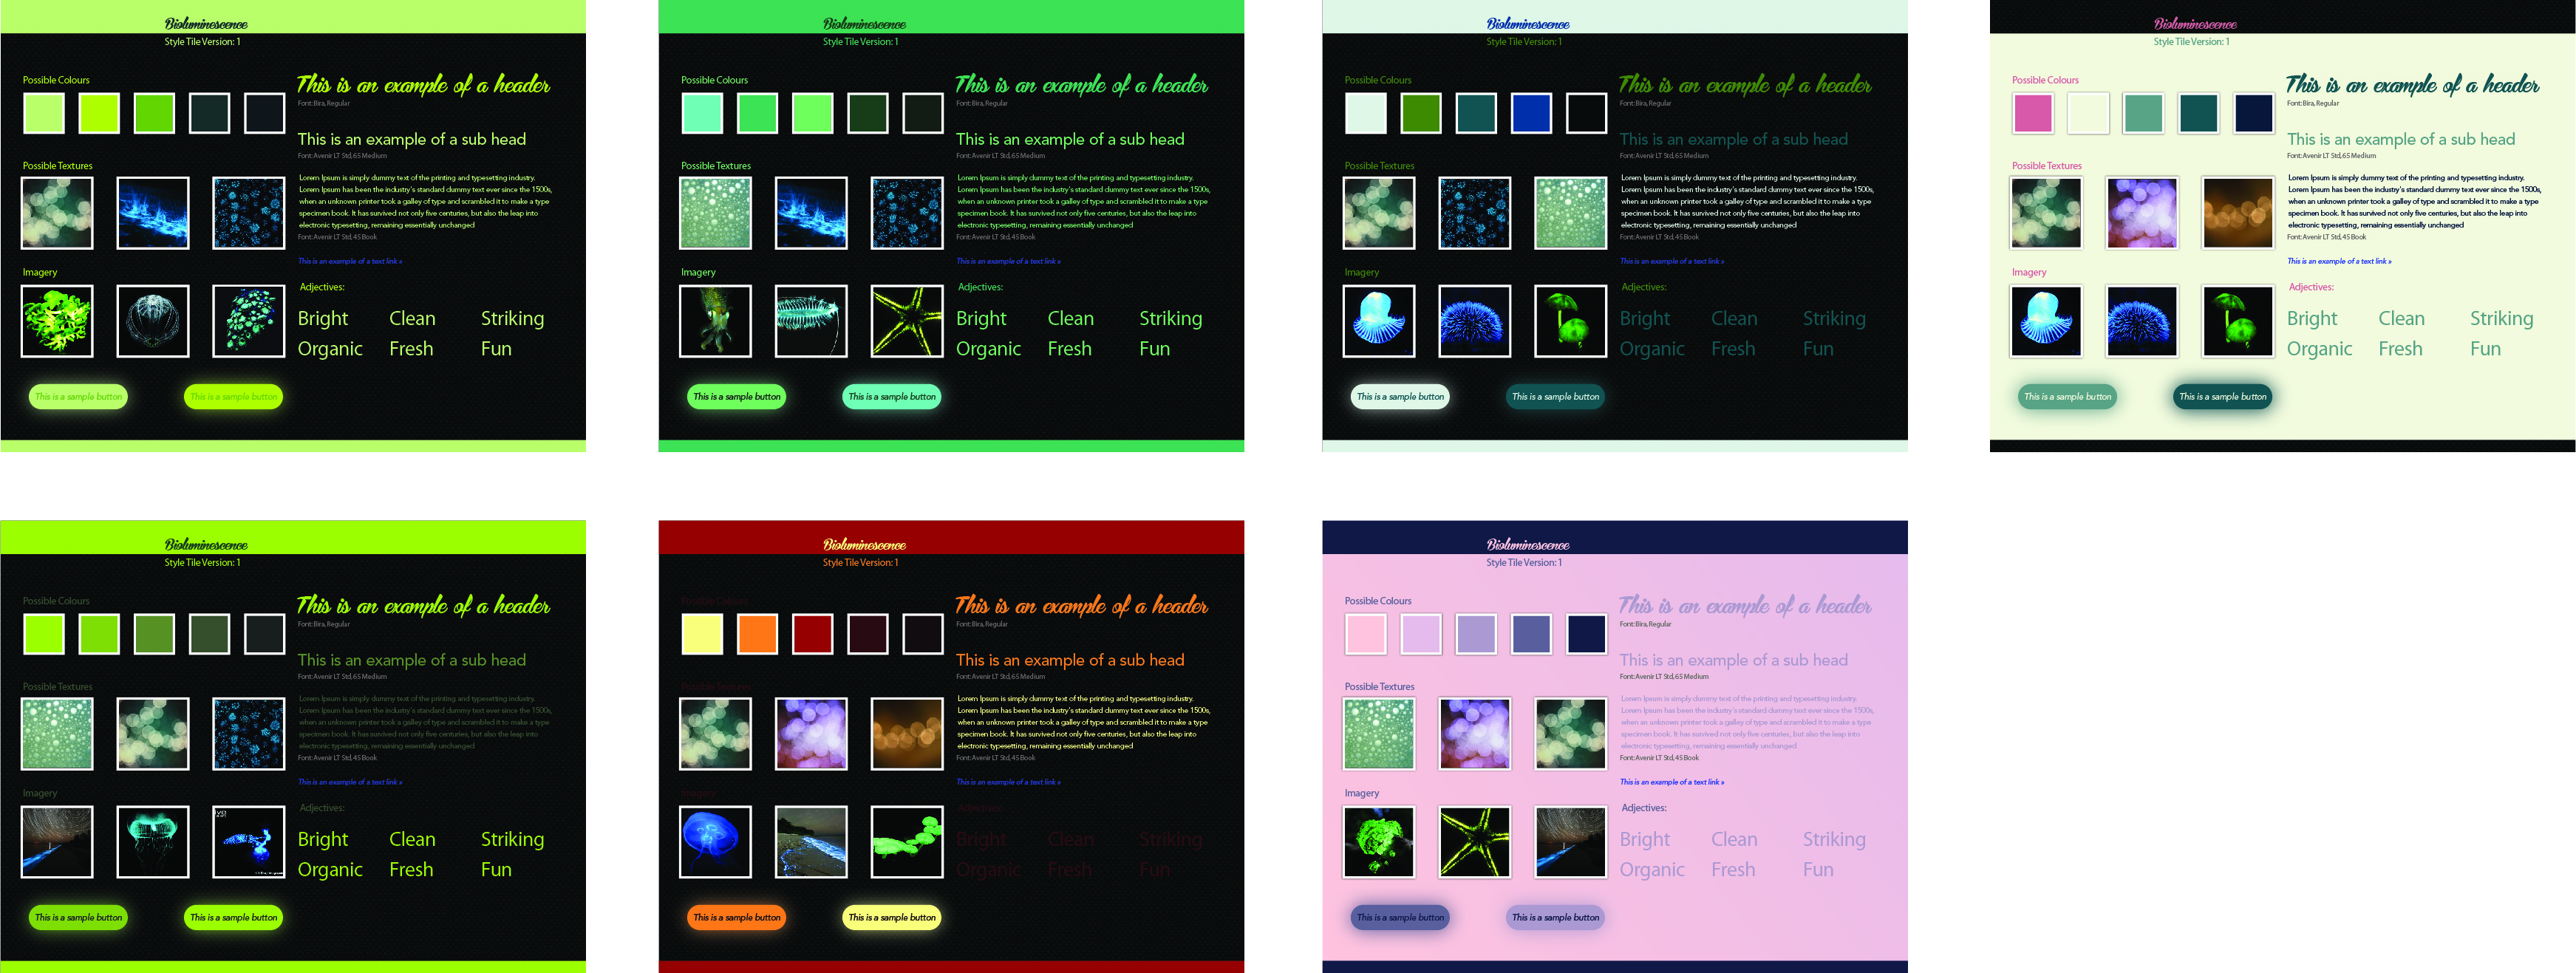 Bioluminescence
Style Tile Version: 1
Possible Colours
This is an example of a header
Font: Bira, Regular
This is an example of a sub head
Font: Avenir LT Std, 65 Medium
Possible Textures
Lorem Ipsum is simply dummy text of the printing and typesetting industry.
Lorem Ipsum has been the industry's standard dummy text ever since the 1500s,
when an unknown printer took a galley of type and scrambled it to make a type
specimen book. It has survived not only five centuries, but also the leap into
electronic typesetting, remaining essentially unchanged
Font: Avenir LT Std, 45 Book
This is an example of a text link »
Imagery
Adjectives:
Bright Clean Striking
Organic Fresh Fun
This is a sample button This is a sample button
Bioluminescence
Style Tile Version: 1
Possible Colours
This is an example of a header
Font: Bira, Regular
This is an example of a sub head
Font: Avenir LT Std, 65 Medium
Possible Textures
Lorem Ipsum is simply dummy text of the printing and typesetting industry.
Lorem Ipsum has been the industry's standard dummy text ever since the 1500s,
when an unknown printer took a galley of type and scrambled it to make a type
specimen book. It has survived not only five centuries, but also the leap into
electronic typesetting, remaining essentially unchanged
Font: Avenir LT Std, 45 Book
This is an example of a text link »
Imagery
Adjectives:
Bright Clean Striking
Organic Fresh Fun
This is a sample button This is a sample button
Bioluminescence
Style Tile Version: 1
Possible Colours
This is an example of a header
Font: Bira, Regular
This is an example of a sub head
Font: Avenir LT Std, 65 Medium
Possible Textures
Lorem Ipsum is simply dummy text of the printing and typesetting industry.
Lorem Ipsum has been the industry's standard dummy text ever since the 1500s,
when an unknown printer took a galley of type and scrambled it to make a type
specimen book. It has survived not only five centuries, but also the leap into
electronic typesetting, remaining essentially unchanged
Font: Avenir LT Std, 45 Book
This is an example of a text link »
Imagery
Adjectives:
Bright Clean Striking
Organic Fresh Fun
This is a sample button This is a sample button
Bioluminescence
Style Tile Version: 1
Possible Colours
This is an example of a header
Font: Bira, Regular
This is an example of a sub head
Font: Avenir LT Std, 65 Medium
Possible Textures
Lorem Ipsum is simply dummy text of the printing and typesetting industry.
Lorem Ipsum has been the industry's standard dummy text ever since the 1500s,
when an unknown printer took a galley of type and scrambled it to make a type
specimen book. It has survived not only five centuries, but also the leap into
electronic typesetting, remaining essentially unchanged
Font: Avenir LT Std, 45 Book
This is an example of a text link »
Imagery
Adjectives:
Bright Clean Striking
Organic Fresh Fun
This is a sample button This is a sample button
Bioluminescence
Style Tile Version: 1
Possible Colours
This is an example of a header
Font: Bira, Regular
This is an example of a sub head
Font: Avenir LT Std, 65 Medium
Possible Textures
Lorem Ipsum is simply dummy text of the printing and typesetting industry.
Lorem Ipsum has been the industry's standard dummy text ever since the 1500s,
when an unknown printer took a galley of type and scrambled it to make a type
specimen book. It has survived not only five centuries, but also the leap into
electronic typesetting, remaining essentially unchanged
Font: Avenir LT Std, 45 Book
This is an example of a text link »
Imagery
Adjectives:
Bright Clean Striking
Organic Fresh Fun
This is a sample button This is a sample button
Bioluminescence
Style Tile Version: 1
Possible Colours
This is an example of a header
Font: Bira, Regular
This is an example of a sub head
Font: Avenir LT Std, 65 Medium
Possible Textures
Lorem Ipsum is simply dummy text of the printing and typesetting industry.
Lorem Ipsum has been the industry's standard dummy text ever since the 1500s,
when an unknown printer took a galley of type and scrambled it to make a type
specimen book. It has survived not only five centuries, but also the leap into
electronic typesetting, remaining essentially unchanged
Font: Avenir LT Std, 45 Book
This is an example of a text link »
Imagery
Adjectives:
Bright Clean Striking
Organic Fresh Fun
This is a sample button This is a sample button
Bioluminescence
Style Tile Version: 1
Possible Colours
This is an example of a header
Font: Bira, Regular
This is an example of a sub head
Font: Avenir LT Std, 65 Medium
Possible Textures
Lorem Ipsum is simply dummy text of the printing and typesetting industry.
Lorem Ipsum has been the industry's standard dummy text ever since the 1500s,
when an unknown printer took a galley of type and scrambled it to make a type
specimen book. It has survived not only five centuries, but also the leap into
electronic typesetting, remaining essentially unchanged
Font: Avenir LT Std, 45 Book
This is an example of a text link »
Imagery
Adjectives:
Bright Clean Striking
Organic Fresh Fun
This is a sample button This is a sample button